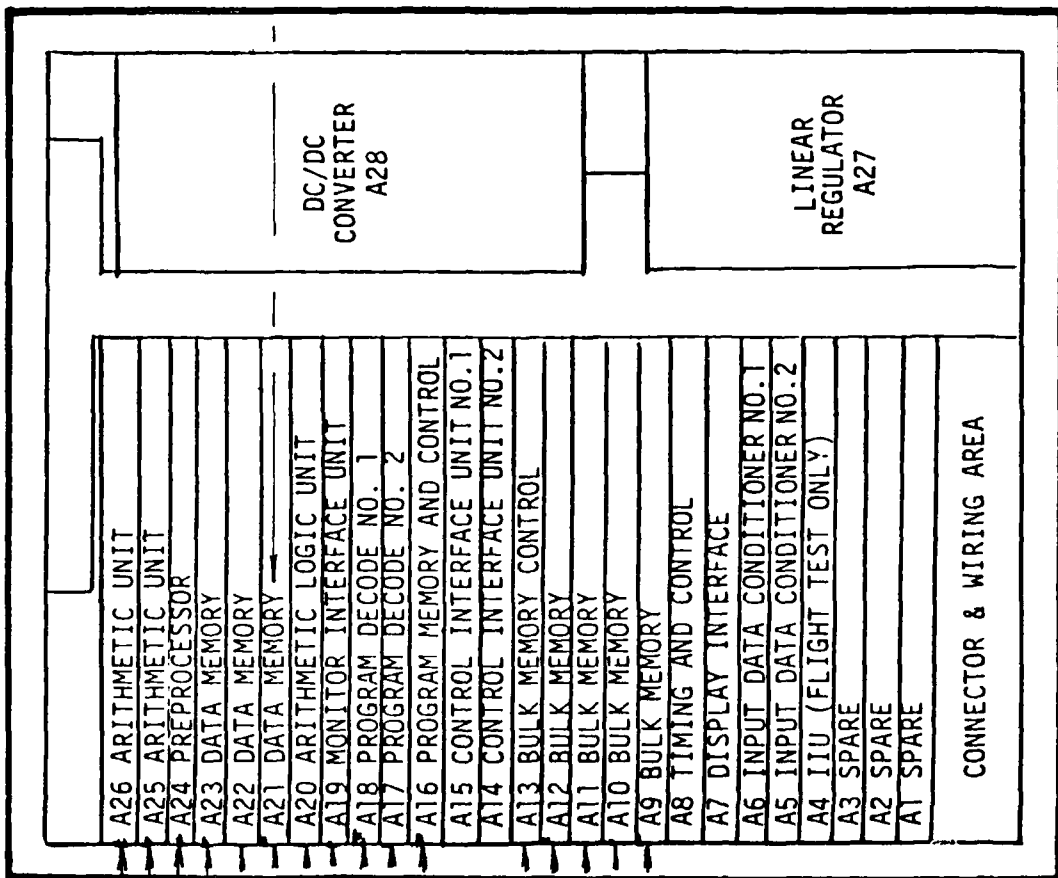 A26 ARITHMETIC UNIT
A25 ARITHMETIC UNIT
A24 PREPROCESSOR
A23 DATA MEMORY
A22 DATA MEMORY
A21 DATA MEMORY
A20 ARITHMETIC LOGIC UNIT
A19 MONITOR INTERFACE UNIT
A18 PROGRAM DECODE NO. 1
A17 PROGRAM DECODE NO. 2
A16 PROGRAM MEMORY AND CONTROL
A15 CONTROL INTERFACE UNIT NO.1
A14 CONTROL INTERFACE UNIT NO.2
A13 BULK MEMORY CONTROL
A12 BULK MEMORY
A11 BULK MEMORY
A10 BULK MEMORY
A9 BULK MEMORY
A8 TIMING AND CONTROL
A7 DISPLAY INTERFACE
A6 INPUT DATA CONDITIONER NO.1
A5 INPUT DATA CONDITIONER NO.2
A4 IIU (FLIGHT TEST ONLY)
A3 SPARE
A2 SPARE
A1 SPARE
CONNECTOR & WIRING AREA
DC/DC
CONVERTER
A28
LINEAR
REGULATOR
A27